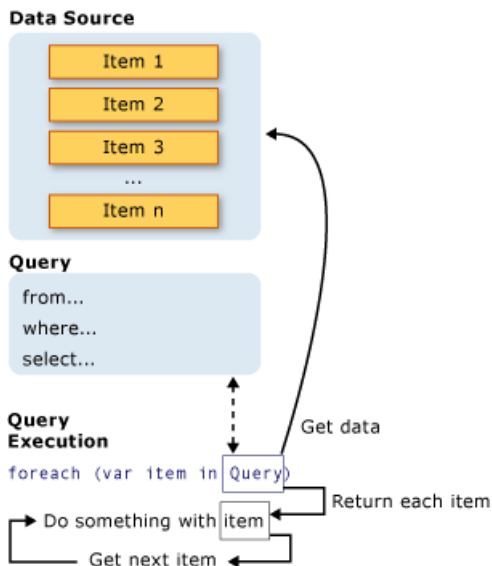 Data Source
Item 1
Item 2
Item 3
...
Item n
Query
from...
where...
select...
Query
Execution
Get data
foreach (var item in Query)
Return each item
Do something with item
Get next item